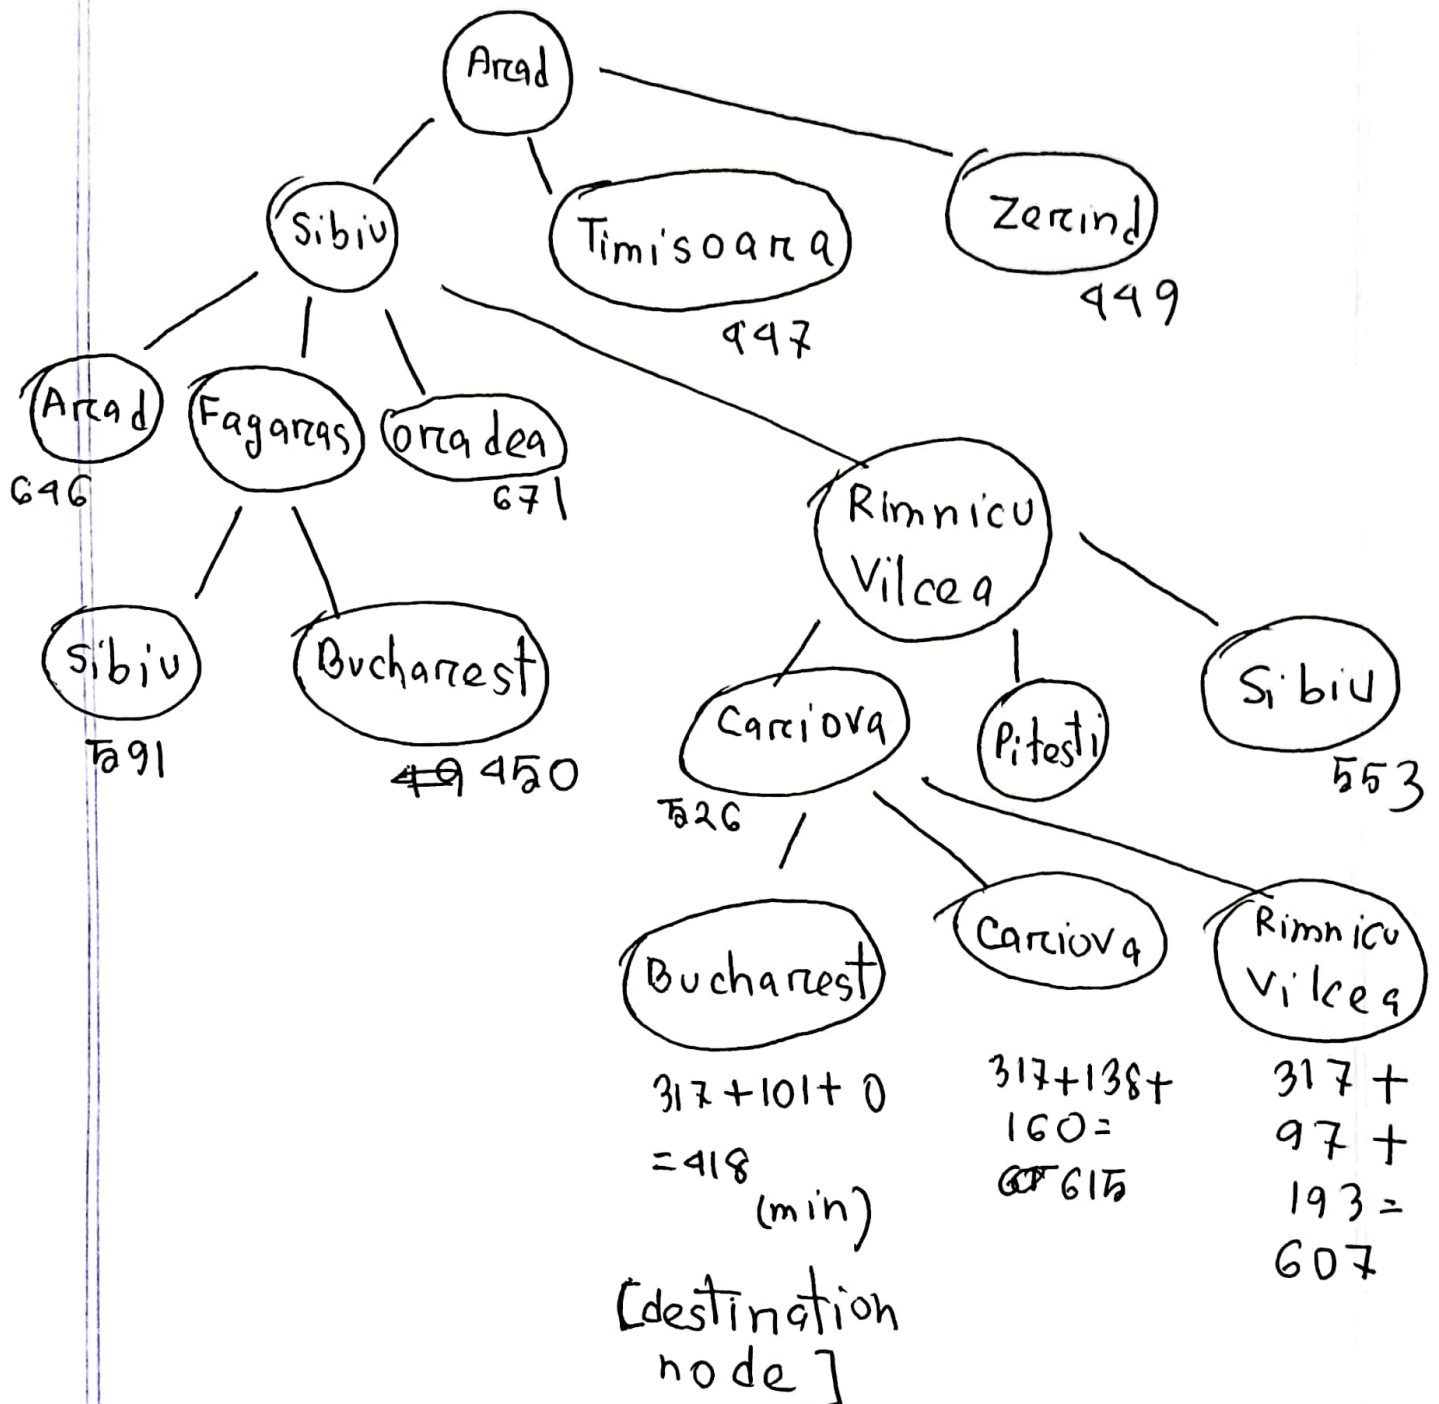 Arad
Sibiu
Timisoara
Zerind
449
447
Arad
Fagaras
Oradea
646
671
Rimnicu
Vilcea
Sibiu
Bucharest
591
450
Cariova
Pitesti
Sibiu
526
553
Bucharest
Cariova
Rimnicu
Vilcea
317+101+0
=418
(min)
[destination
node]
317+138+
160=
615
317+
97+
193=
607